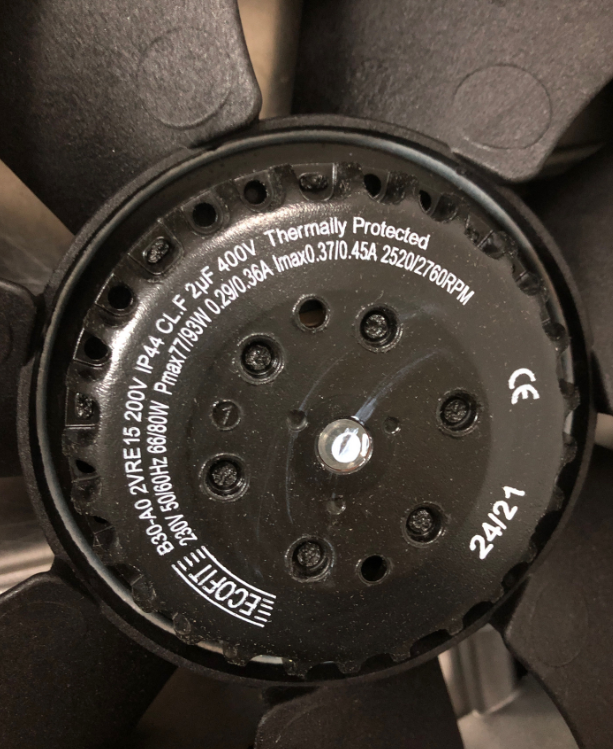 B30-A0 2VRE15 200V IP44 CL.F 2µF 400V Thermally Protected
230V 50/60Hz 66/80W Pmax77/93W 0.29/0.36A Imax0.37/0.45A 2520/2760RPM
ECOFIT
CE
24/21
1